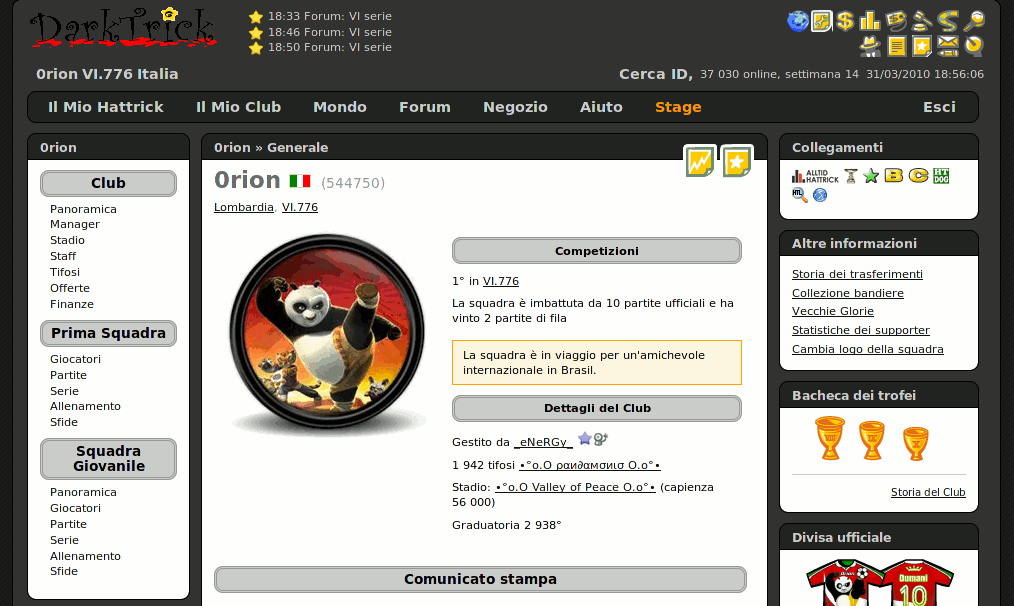 DarkTrick
18:33 Forum: VI serie
18:46 Forum: VI serie
18:50 Forum: VI serie
0rion VI.776 Italia
Cerca ID, 37 030 online, settimana 14 31/03/2010 18:56:06
Il Mio Hattrick Il Mio Club Mondo Forum Negozio Aiuto Stage Esci
0rion
Club
Panoramica
Manager
Stadio
Staff
Tifosi
Offerte
Finanze
Prima Squadra
Giocatori
Partite
Serie
Allenamento
Sfide
Squadra
Giovanile
Panoramica
Giocatori
Partite
Serie
Allenamento
Sfide
0rion » Generale
0rion (544750)
Lombardia, VI.776
Competizioni
1° in VI.776
La squadra è imbattuta da 10 partite ufficiali e ha
vinto 2 partite di fila
La squadra è in viaggio per un'amichevole
internazionale in Brasil.
Dettagli del Club
Gestito da _eNeRGy_
1 942 tifosi •°o.O ραи∂αмσиισ O.o°•
Stadio: •°o.O Valley of Peace O.o°• (capienza
56 000)
Graduatoria 2 938°
Comunicato stampa
Collegamenti
ALLTID
HATTRICK
B
C
HT
DOG
HTL
Altre informazioni
Storia dei trasferimenti
Collezione bandiere
Vecchie Glorie
Statistiche dei supporter
Cambia logo della squadra
Bacheca dei trofei
VIII IX X
Storia del Club
Divisa ufficiale
Orion
Dumani
10